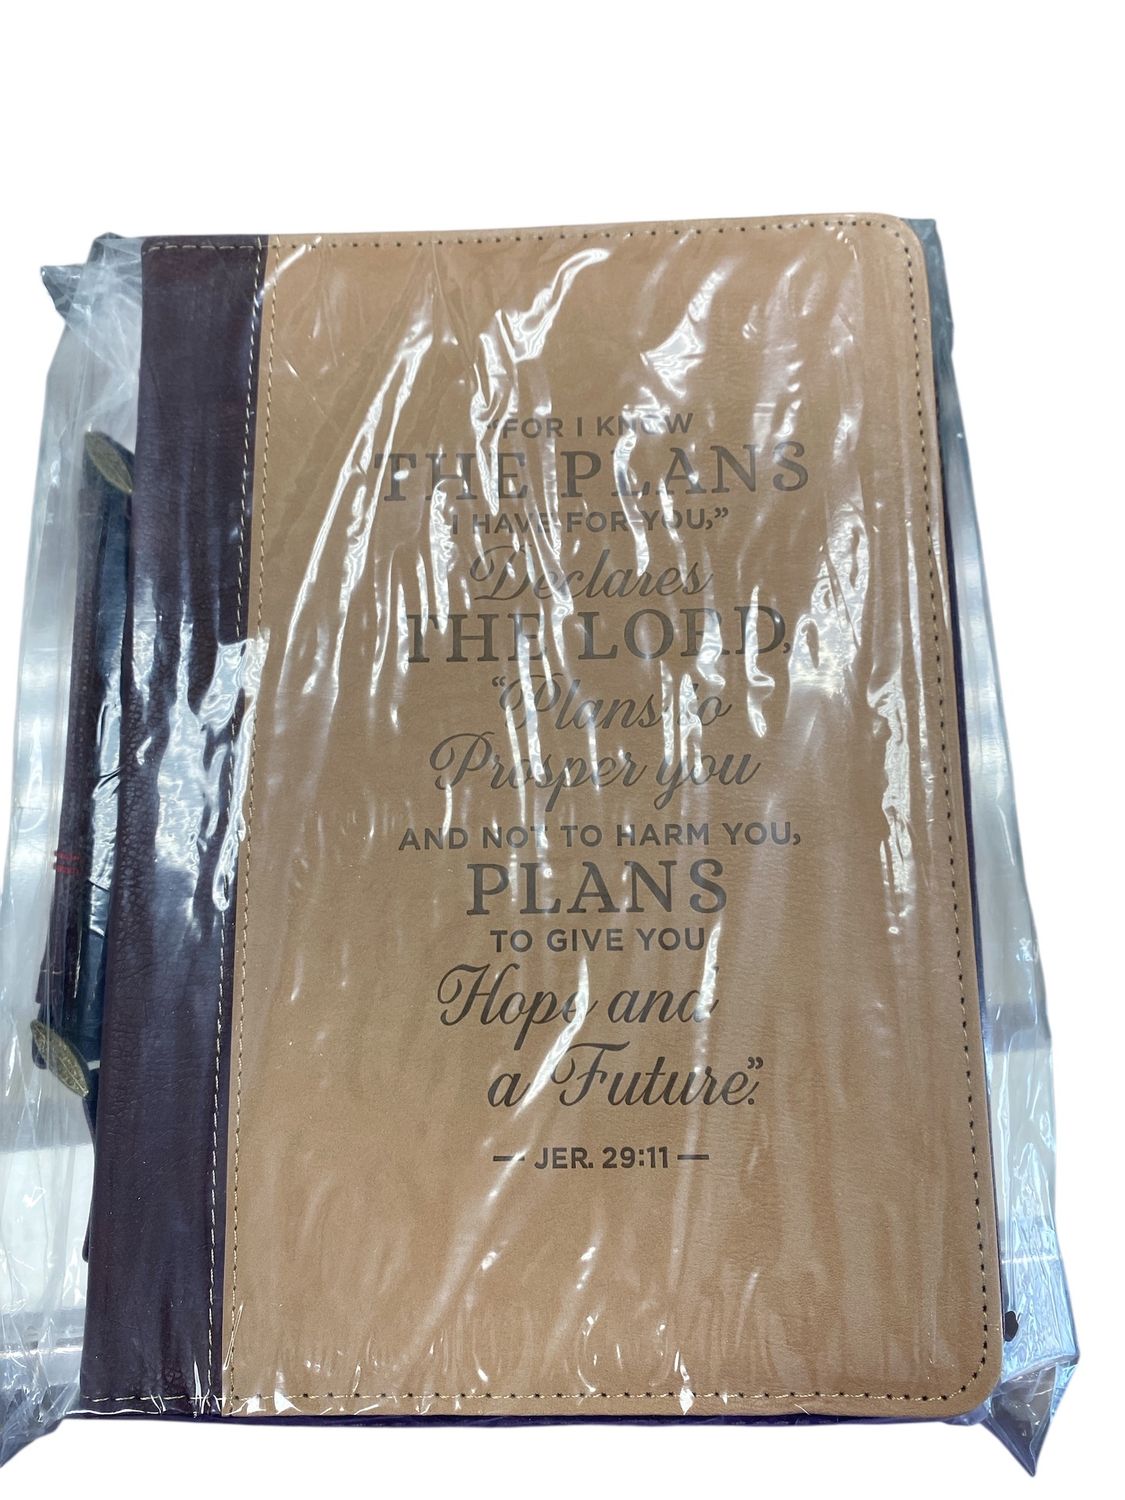 “FOR I KNOW
THE PLANS
I HAVE FOR YOU,”
Declares
THE LORD,
“Plans to
Prosper you
AND NOT TO HARM YOU,
PLANS
TO GIVE YOU
Hope and
a Future.”
— JER. 29:11 —